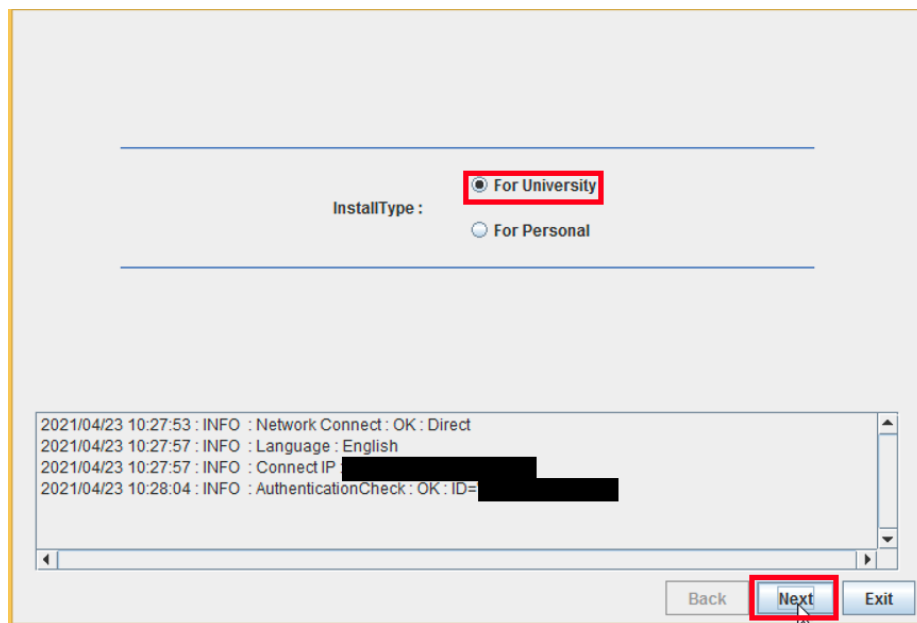 For University
InstallType :
For Personal
2021/04/23 10:27:53 : INFO : Network Connect : OK : Direct
2021/04/23 10:27:57 : INFO : Language : English
2021/04/23 10:27:57 : INFO : Connect IP :
2021/04/23 10:28:04 : INFO : AuthenticationCheck : OK : ID=
Back Next Exit